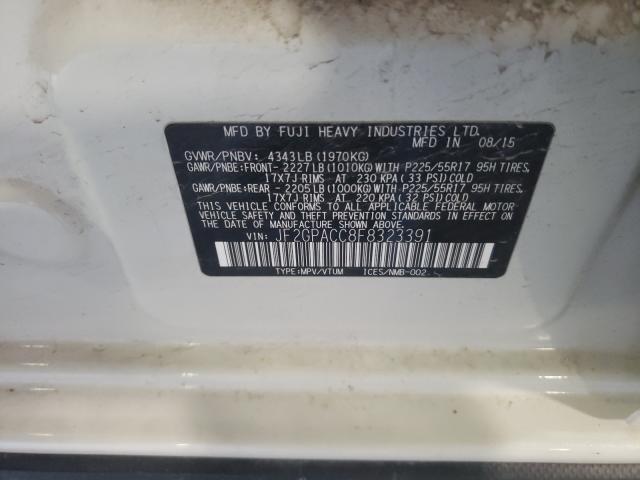 MFD BY FUJI HEAVY INDUSTRIES LTD.
MFD IN 08/15
GVWR/PNBV: 4343LB(1970KG)
GAWR/PNBE:FRONT-2227LB(1010KG)WITH P225/55R17 95H TIRES,
17X7J RIMS AT 230 KPA(33 PSI)COLD
GAWR/PNBE:REAR -2205LB(1000KG)WITH P225/55R17 95H TIRES,
17X7J RIMS AT 220 KPA(32 PSI)COLD
THIS VEHICLE CONFORMS TO ALL APPLICABLE FEDERAL MOTOR
VEHICLE SAFETY AND THEFT PREVENTION STANDARDS IN EFFECT
ON THE DATE OF MANUFACTURE SHOWN ABOVE.
VIN: JF2GPACC8F8323391
TYPE:MPV/VTUM ICES/NMB-002